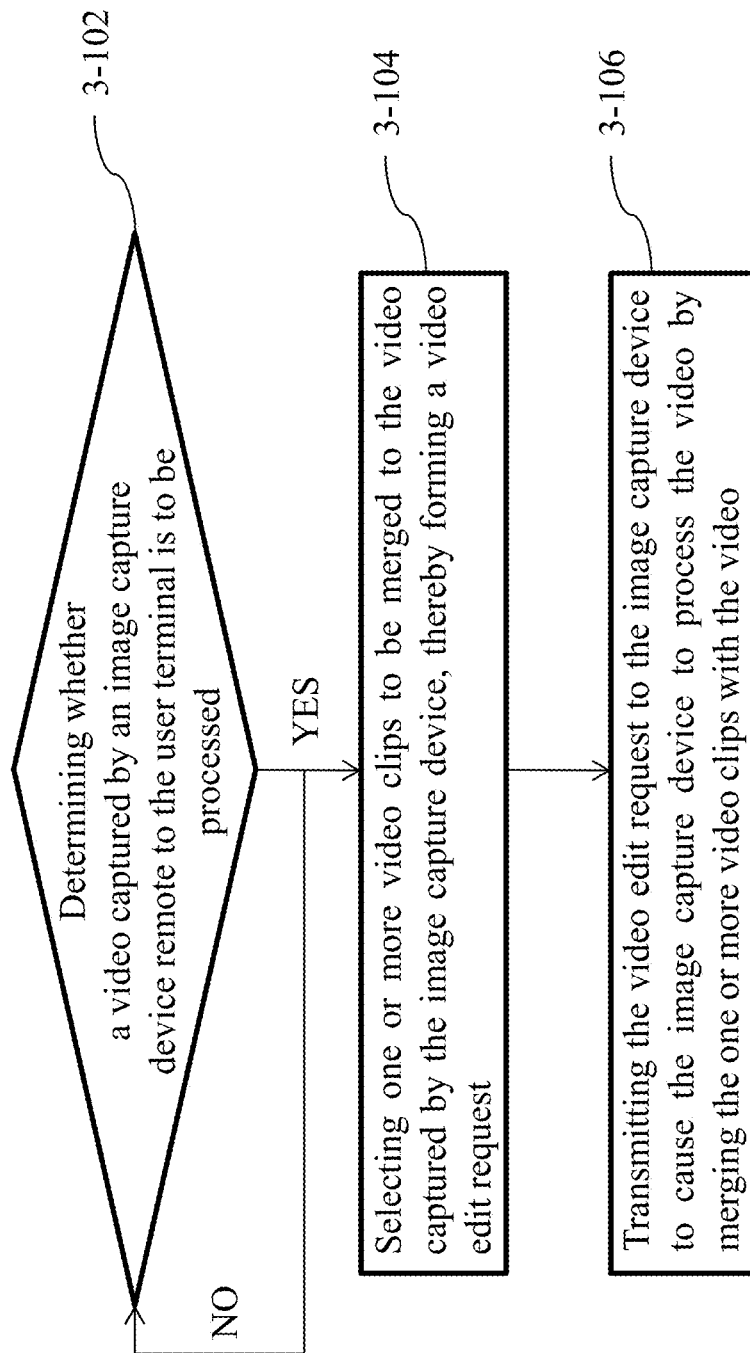 Determining whether
a video captured by an image capture
device remote to the user terminal is to be
processed
3-102
NO
YES
Selecting one or more video clips to be merged to the video
captured by the image capture device, thereby forming a video
edit request
3-104
Transmitting the video edit request to the image capture device
to cause the image capture device to process the video by
merging the one or more video clips with the video
3-106